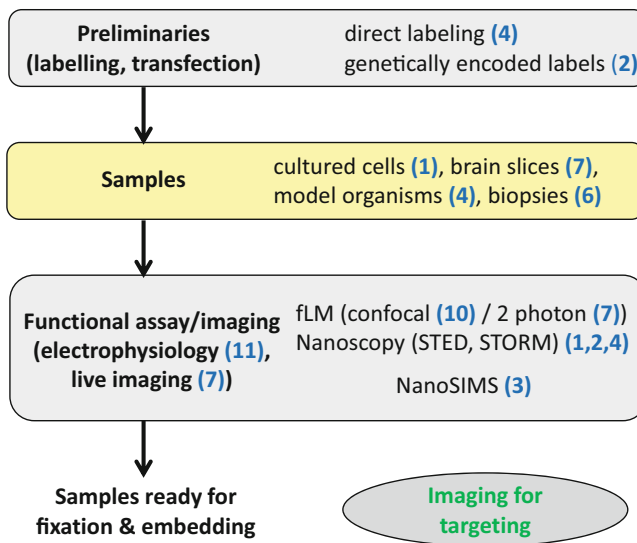 Preliminaries
(labelling, transfection)
direct labeling (4)
genetically encoded labels (2)
Samples
cultured cells (1), brain slices (7),
model organisms (4), biopsies (6)
Functional assay/imaging
(electrophysiology (11),
live imaging (7))
fLM (confocal (10) / 2 photon (7))
Nanoscopy (STED, STORM) (1,2,4)
NanoSIMS (3)
Samples ready for
fixation & embedding
Imaging for
targeting